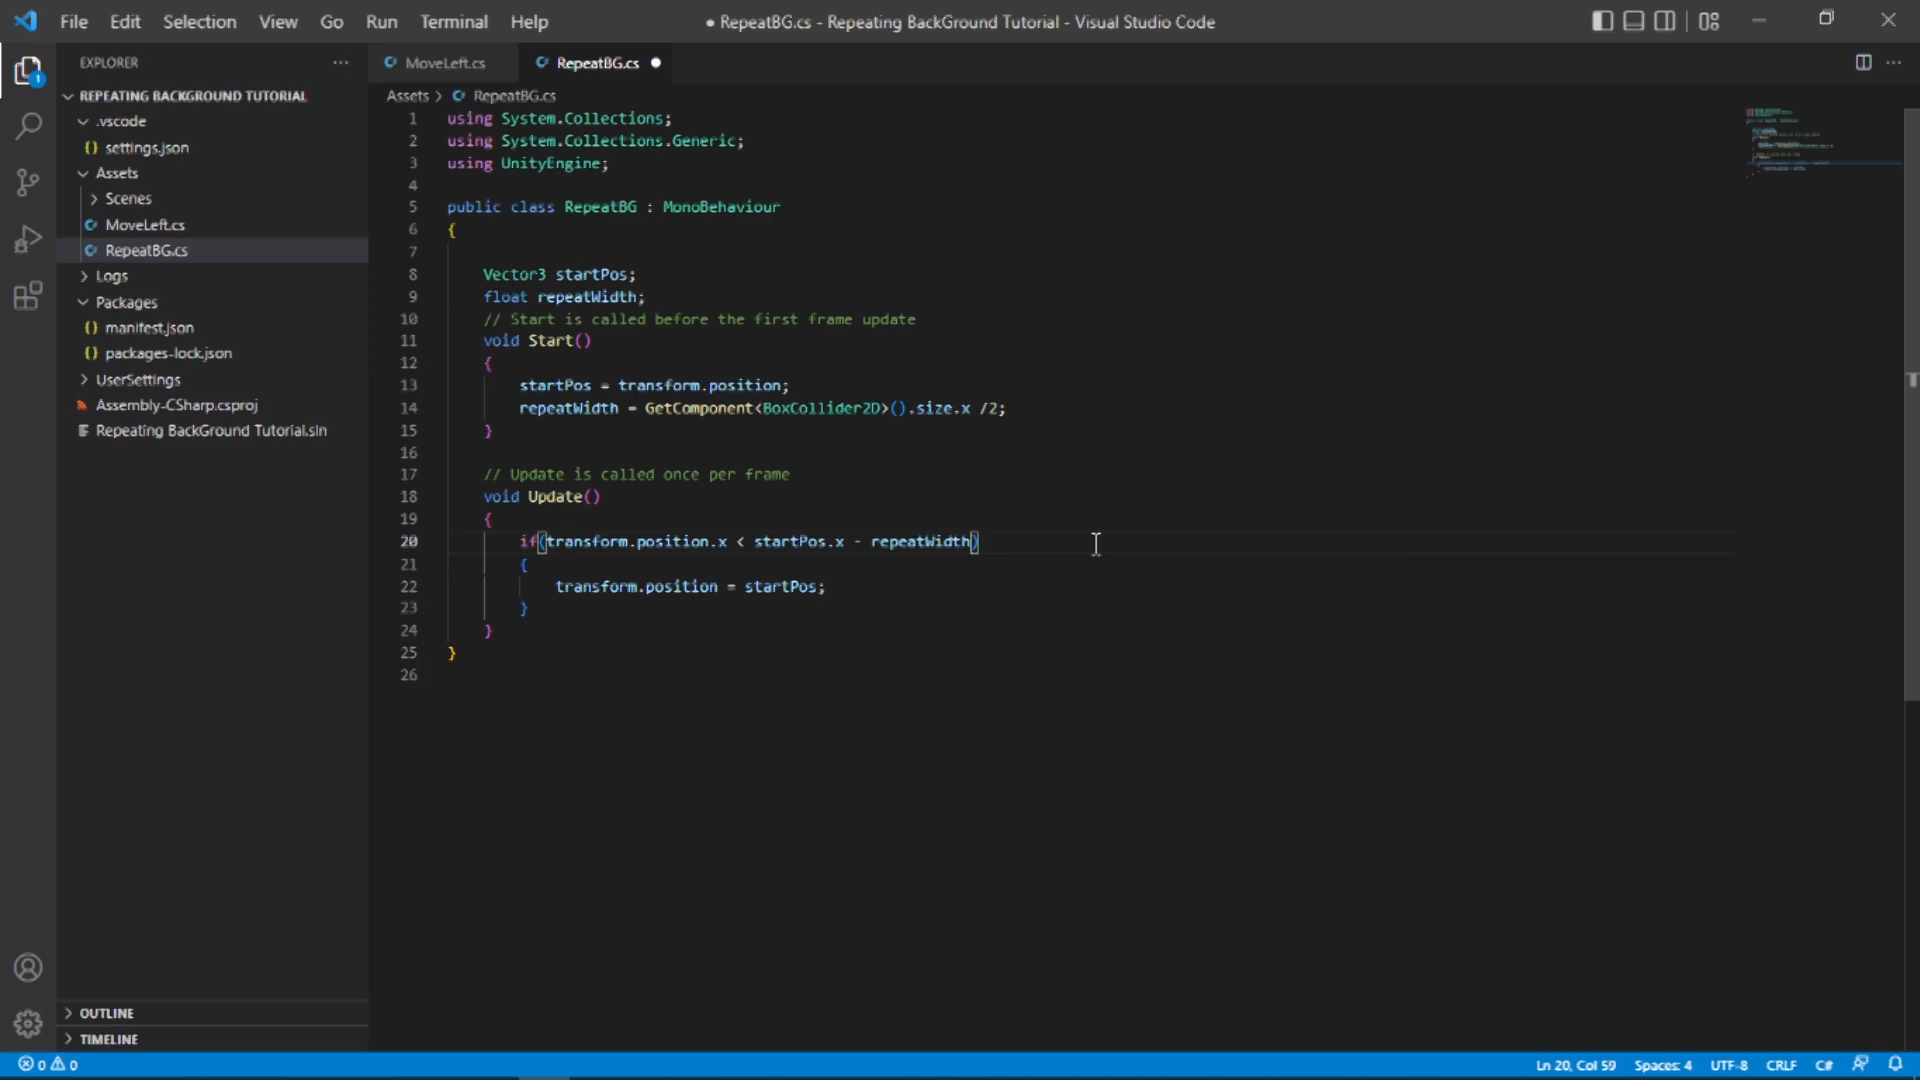 File Edit Selection View Go Run Terminal Help
● RepeatBG.cs - Repeating BackGround Tutorial - Visual Studio Code
EXPLORER
REPEATING BACKGROUND TUTORIAL
.vscode
settings.json
Assets
Scenes
MoveLeft.cs
RepeatBG.cs
Logs
Packages
manifest.json
packages-lock.json
UserSettings
Assembly-CSharp.csproj
Repeating BackGround Tutorial.sln
OUTLINE
TIMELINE
1
MoveLeft.cs RepeatBG.cs
Assets > RepeatBG.cs
1 using System.Collections;
2 using System.Collections.Generic;
3 using UnityEngine;
4
5 public class RepeatBG : MonoBehaviour
6 {
7
8 Vector3 startPos;
9 float repeatWidth;
10 // Start is called before the first frame update
11 void Start()
12 {
13 startPos = transform.position;
14 repeatWidth = GetComponent<BoxCollider2D>().size.x /2;
15 }
16
17 // Update is called once per frame
18 void Update()
19 {
20 if(transform.position.x < startPos.x - repeatWidth)
21 {
22 transform.position = startPos;
23 }
24 }
25 }
26
0 0
Ln 20, Col 59 Spaces: 4 UTF-8 CRLF C#